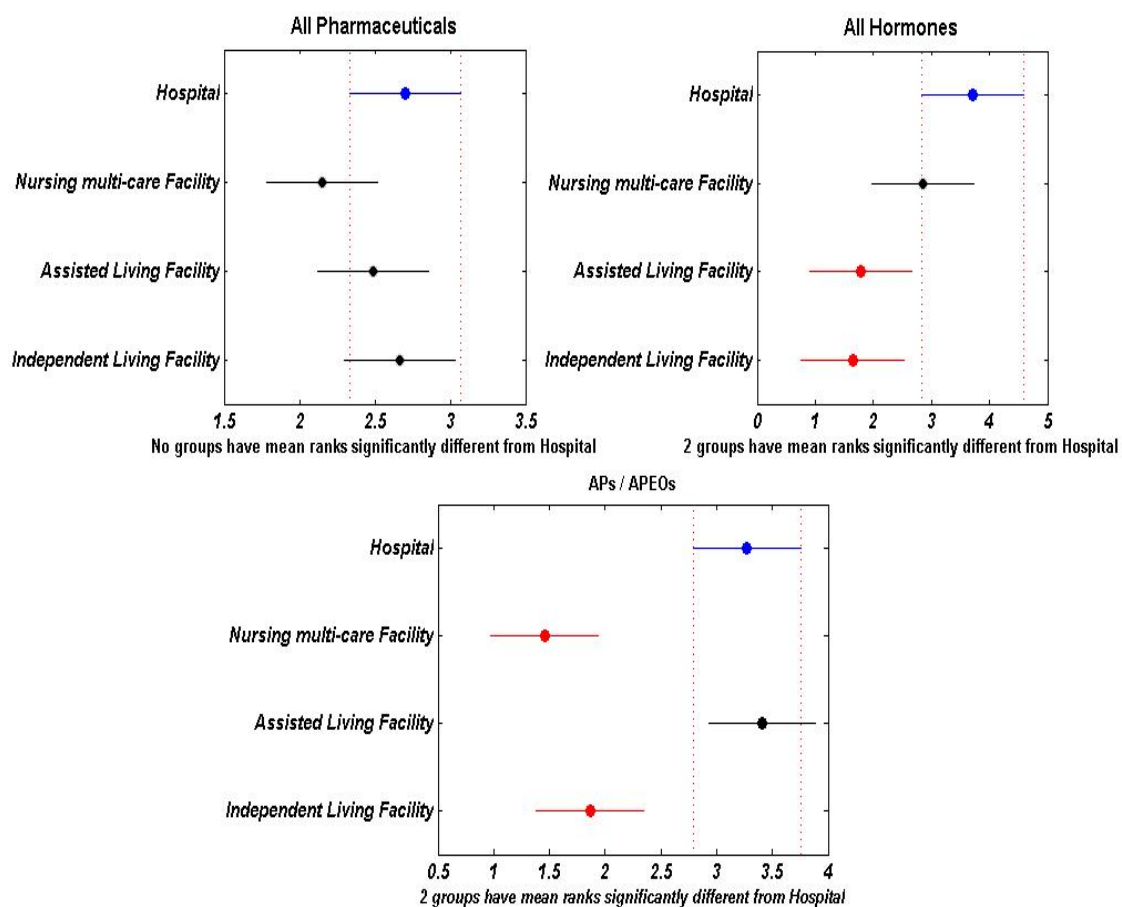 All Pharmaceuticals
Hospital
Nursing multi-care Facility
Assisted Living Facility
Independent Living Facility
1.5 2 2.5 3 3.5
No groups have mean ranks significantly different from Hospital
All Hormones
Hospital
Nursing multi-care Facility
Assisted Living Facility
Independent Living Facility
0 1 2 3 4 5
2 groups have mean ranks significantly different from Hospital
APs / APEOs
Hospital
Nursing multi-care Facility
Assisted Living Facility
Independent Living Facility
0.5 1 1.5 2 2.5 3 3.5 4
2 groups have mean ranks significantly different from Hospital